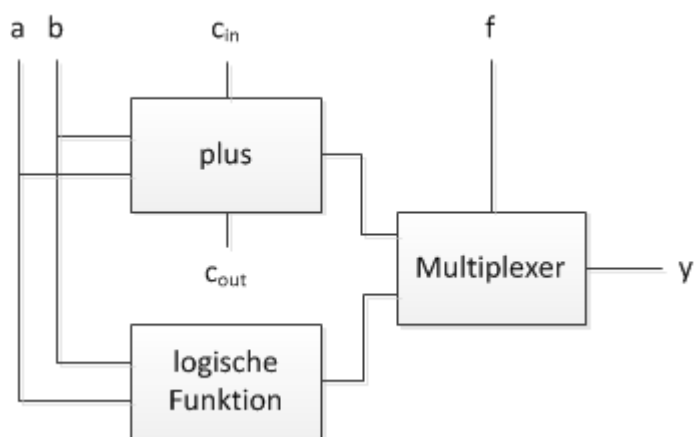 a b c_in f
plus
c_out
Multiplexer
y
logische
Funktion